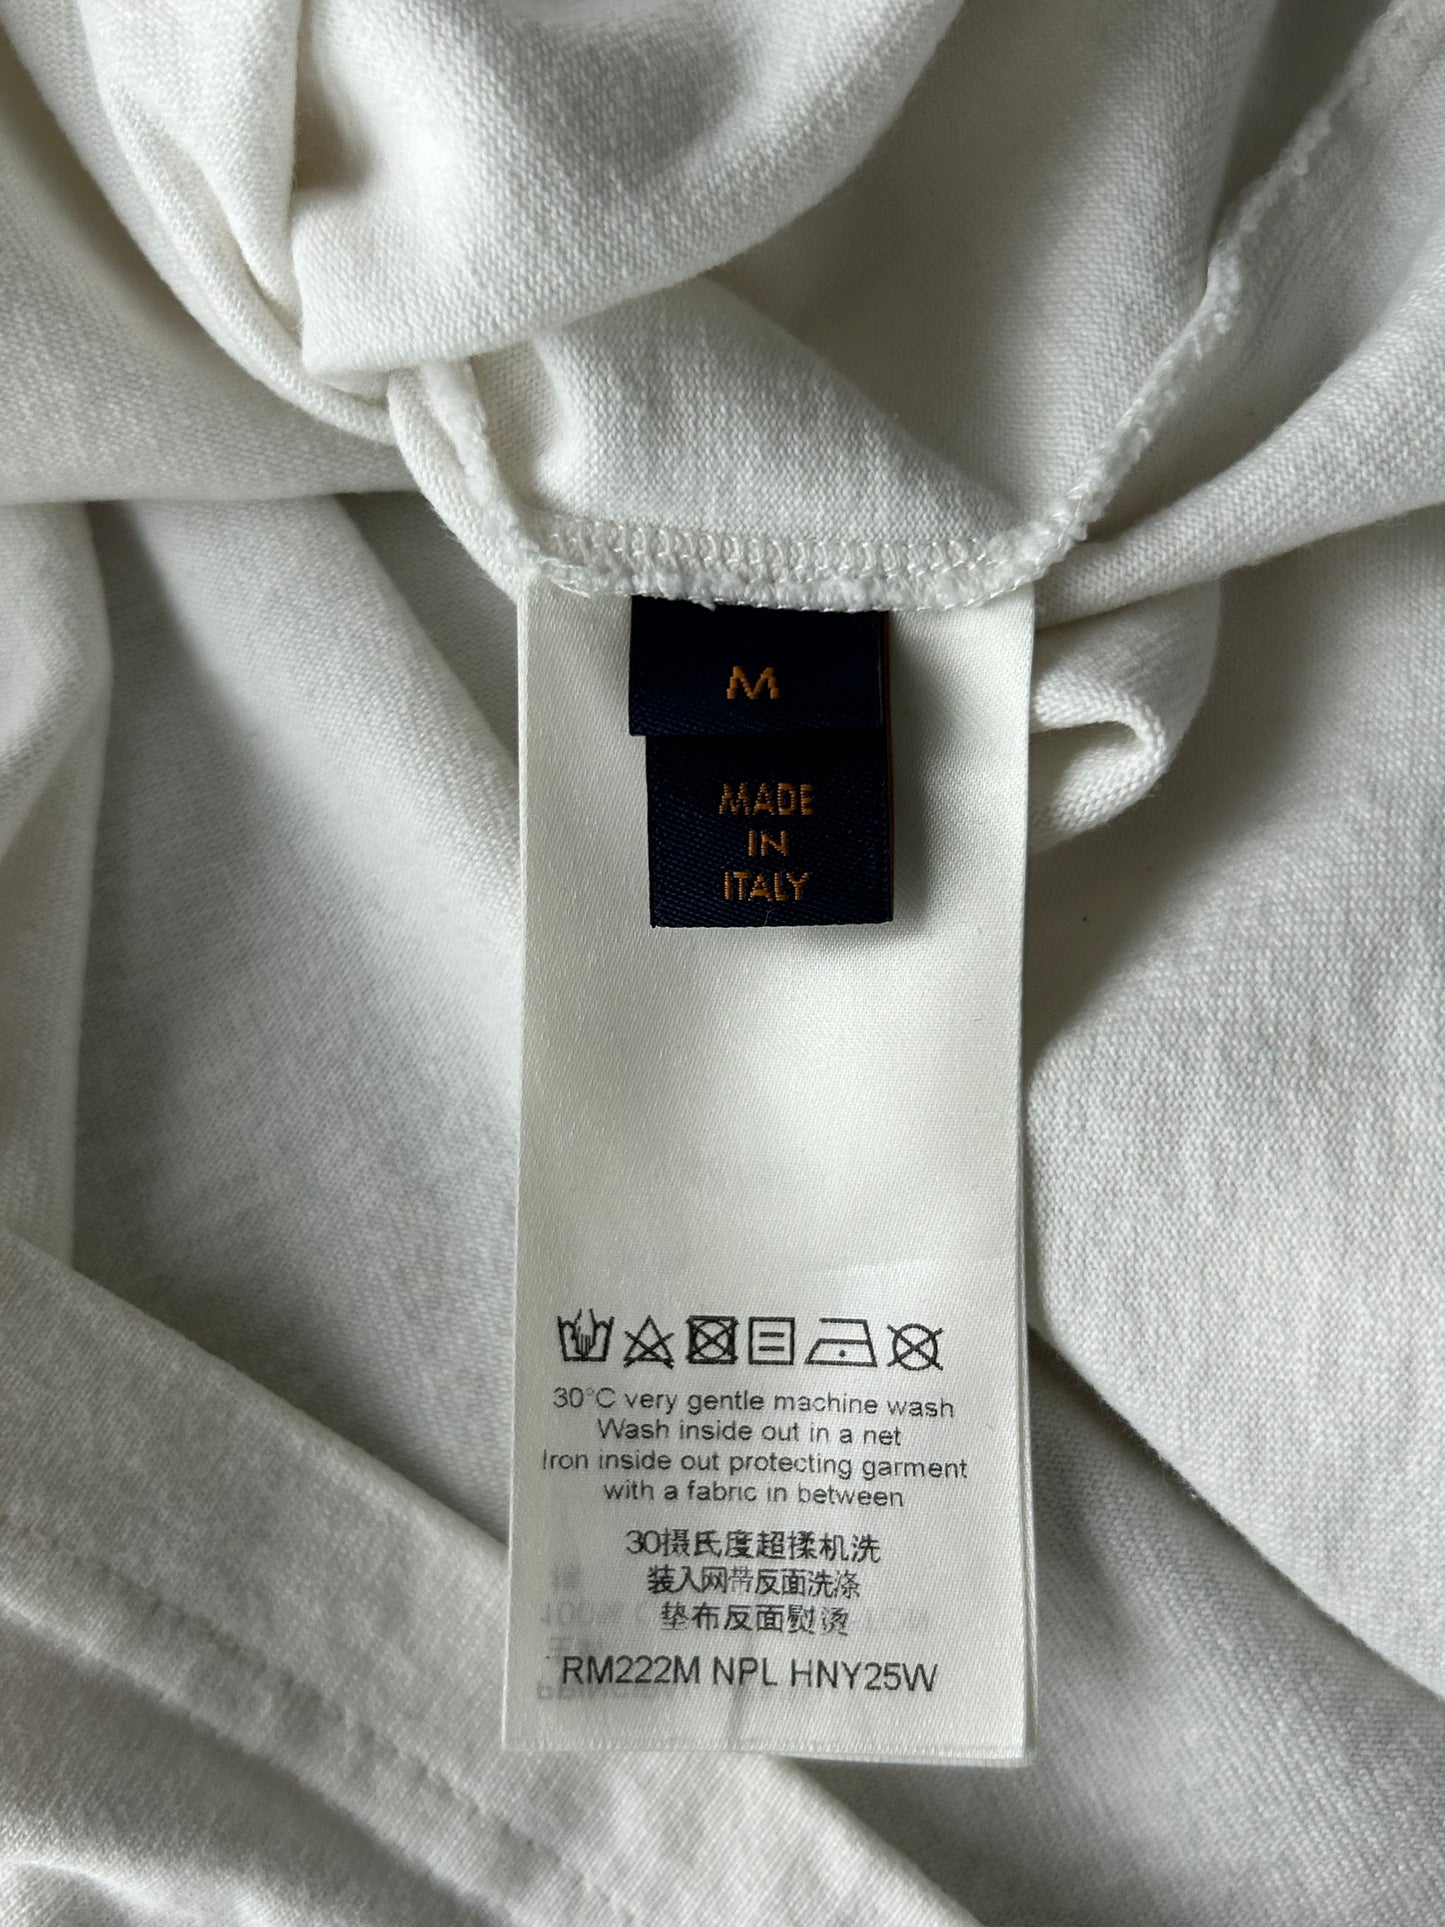 M
MADE
IN
ITALY
30°C very gentle machine wash
Wash inside out in a net
Iron inside out protecting garment
with a fabric in between
30摄氏度超揉机洗
装入网带反面洗涤
垫布反面熨烫
RM222M NPL HNY25W